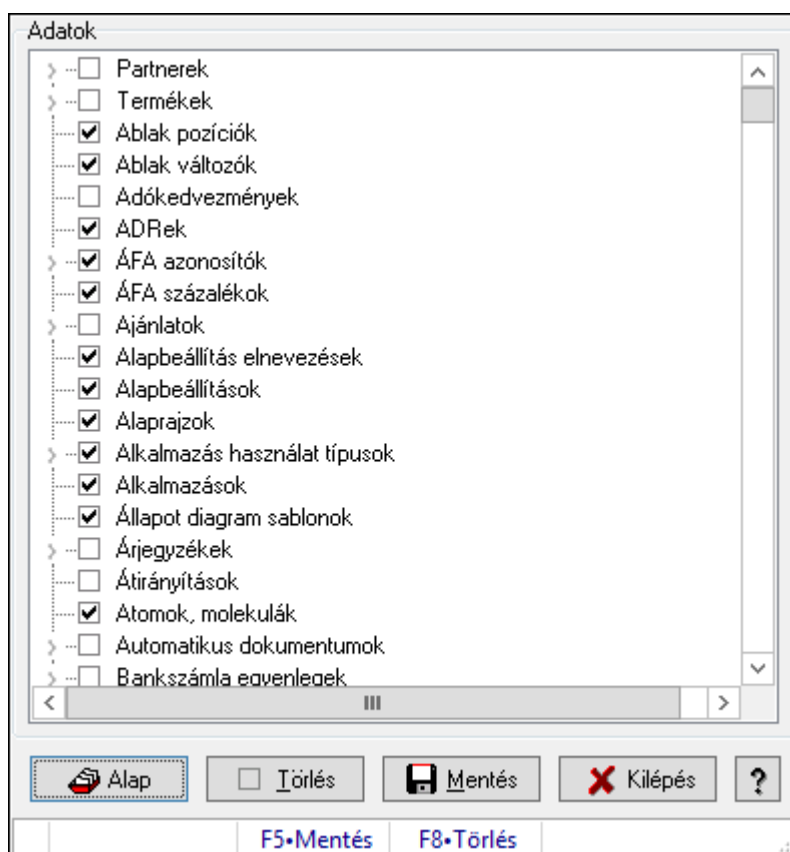 Adatok
Partnerek
Termékek
Ablak pozíciók
Ablak változók
Adókedvezmények
ADRek
ÁFA azonosítók
ÁFA százalékok
Ajánlatok
Alapbeállítás elnevezések
Alapbeállítások
Alaprajzok
Alkalmazás használat típusok
Alkalmazások
Állapot diagram sablonok
Árjegyzékek
Átirányítások
Atomok, molekulák
Automatikus dokumentumok
Bankszámla egyenlegek
Alap Törlés Mentés Kilépés ?
F5•Mentés F8•Törlés